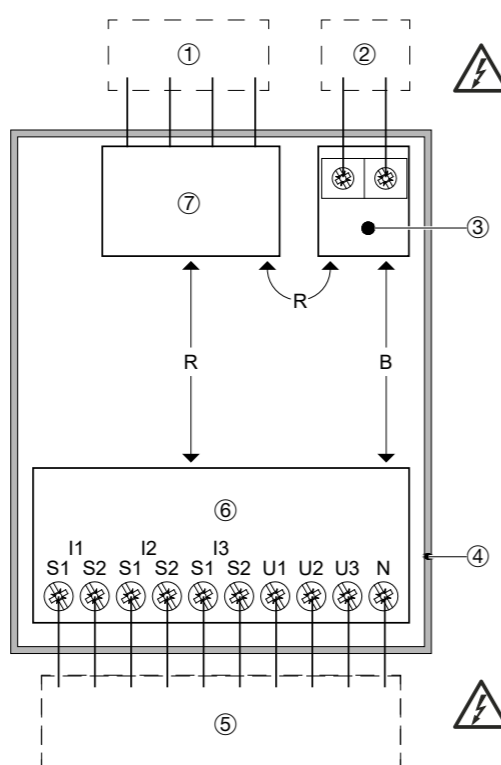 ① ②
⑦
③
R
R B
⑥
I1 I2 I3
S1 S2 S1 S2 S1 S2 U1 U2 U3 N
④
⑤